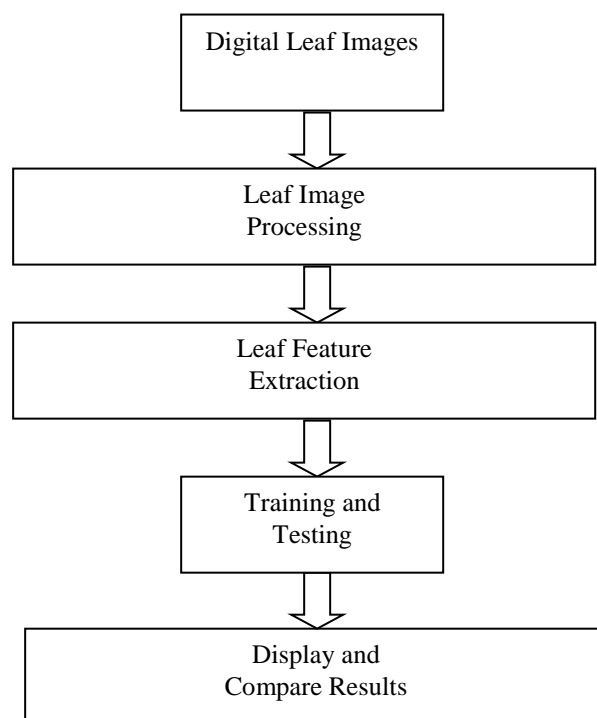 Digital Leaf Images
Leaf Image
Processing
Leaf Feature
Extraction
Training and
Testing
Display and
Compare Results